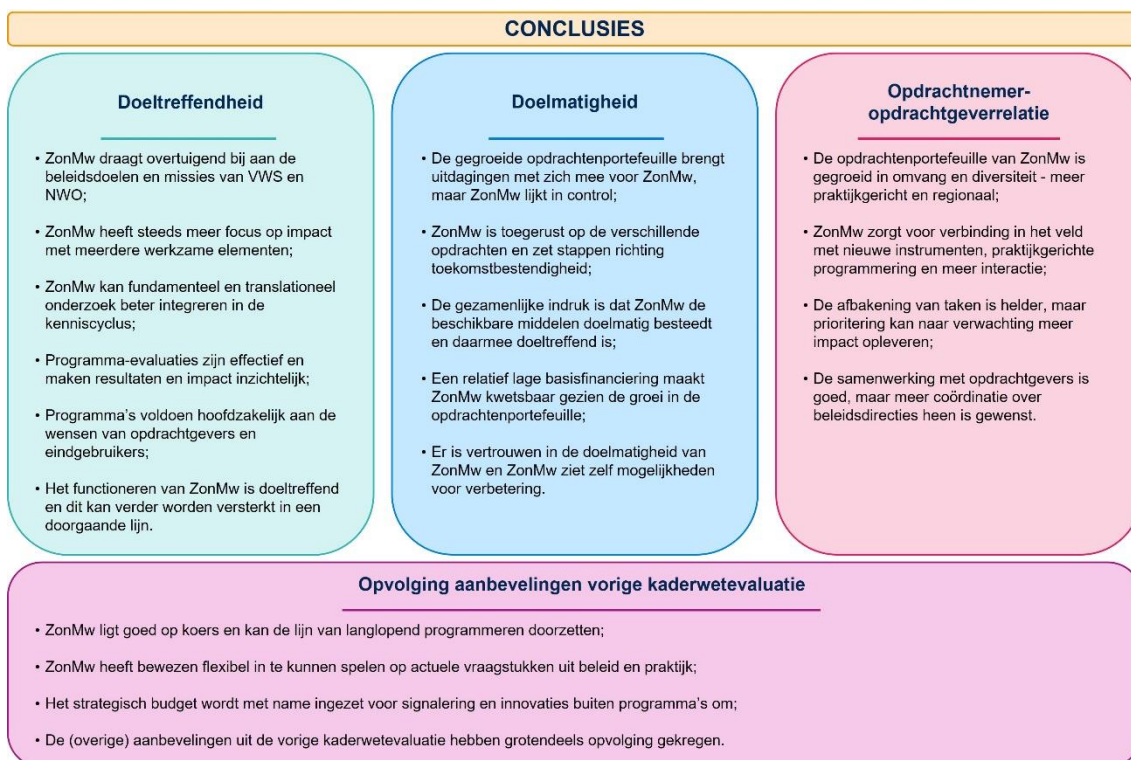 CONCLUSIES
Doeltreffendheid
• ZonMw draagt overtuigend bij aan de
beleidsdoelen en missies van VWS en
NWO;
• ZonMw heeft steeds meer focus op impact
met meerdere werkzame elementen;
• ZonMw kan fundamenteel en translationeel
onderzoek beter integreren in de
kenniscyclus;
• Programma-evaluaties zijn effectief en
maken resultaten en impact inzichtelijk;
• Programma's voldoen hoofdzakelijk aan de
wensen van opdrachtgevers en
eindgebruikers;
• Het functioneren van ZonMw is doeltreffend
en dit kan verder worden versterkt in een
doorgaande lijn.
Doelmatigheid
• De gegroeide opdrachtenportefeuille brengt
uitdagingen met zich mee voor ZonMw,
maar ZonMw lijkt in control;
• ZonMw is toegerust op de verschillende
opdrachten en zet stappen richting
toekomstbestendigheid;
• De gezamenlijke indruk is dat ZonMw de
beschikbare middelen doelmatig besteedt
en daarmee doeltreffend is;
• Een relatief lage basisfinanciering maakt
ZonMw kwetsbaar gezien de groei in de
opdrachtenportefeuille;
• Er is vertrouwen in de doelmatigheid van
ZonMw en ZonMw ziet zelf mogelijkheden
voor verbetering.
Opdrachtnemer-
opdrachtgeverrelatie
• De opdrachtenportefeuille van ZonMw is
gegroeid in omvang en diversiteit - meer
praktijkgericht en regionaal;
• ZonMw zorgt voor verbinding in het veld
met nieuwe instrumenten, praktijkgerichte
programmering en meer interactie;
• De afbakening van taken is helder, maar
prioritering kan naar verwachting meer
impact opleveren;
• De samenwerking met opdrachtgevers is
goed, maar meer coördinatie over
beleidsdirecties heen is gewenst.
Opvolging aanbevelingen vorige kaderwetevaluatie
• ZonMw ligt goed op koers en kan de lijn van langlopend programmeren doorzetten;
• ZonMw heeft bewezen flexibel in te kunnen spelen op actuele vraagstukken uit beleid en praktijk;
• Het strategisch budget wordt met name ingezet voor signalering en innovaties buiten programma's om;
• De (overige) aanbevelingen uit de vorige kaderwetevaluatie hebben grotendeels opvolging gekregen.